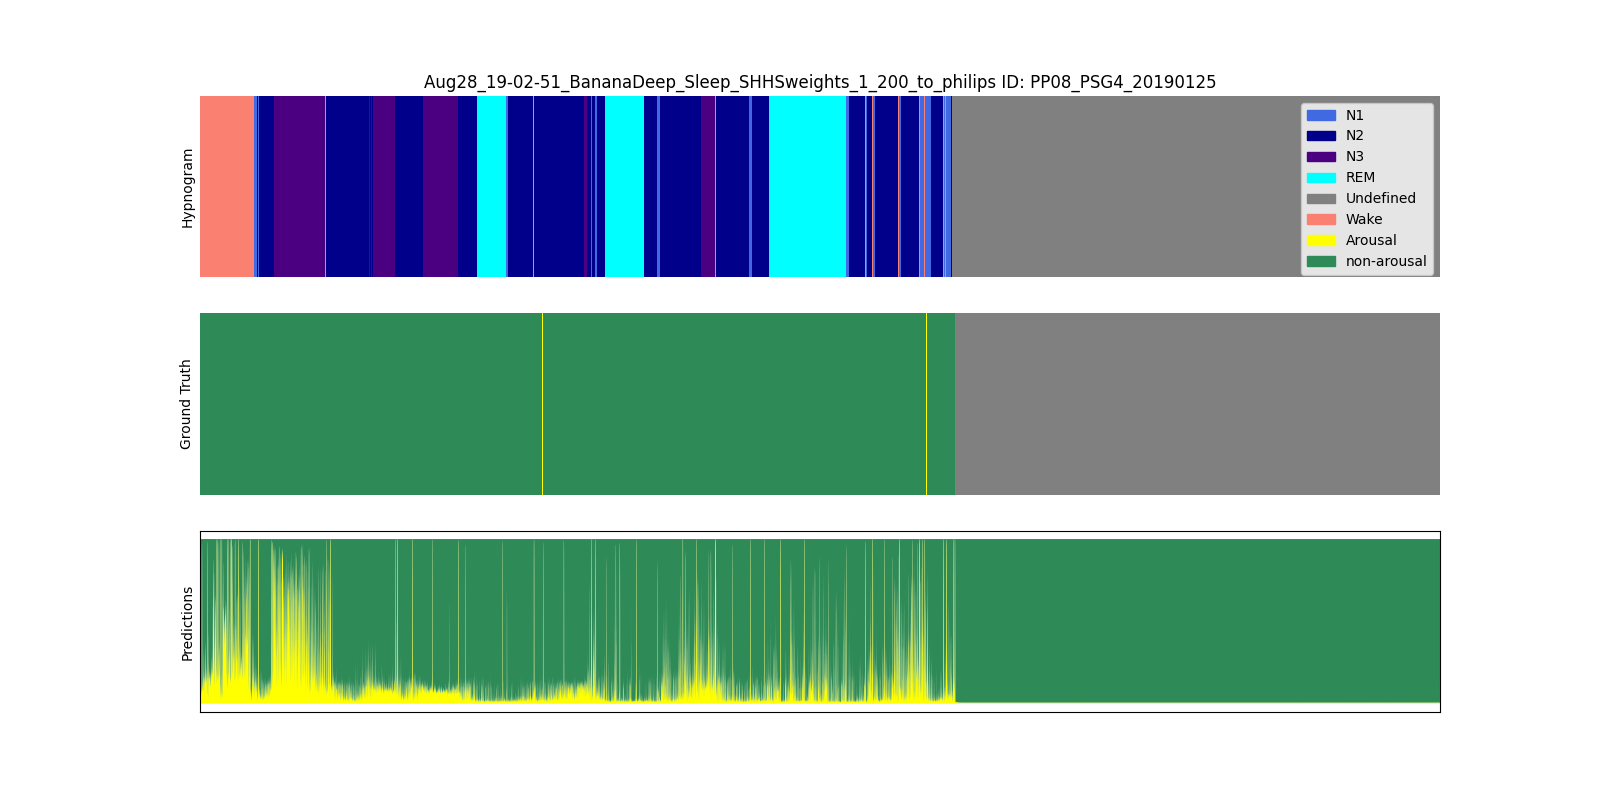 Aug28_19-02-51_BananaDeep_Sleep_SHHSweights_1_200_to_philips ID: PP08_PSG4_20190125
Hypnogram
N1
N2
N3
REM
Undefined
Wake
Arousal
non-arousal
Ground Truth
Predictions